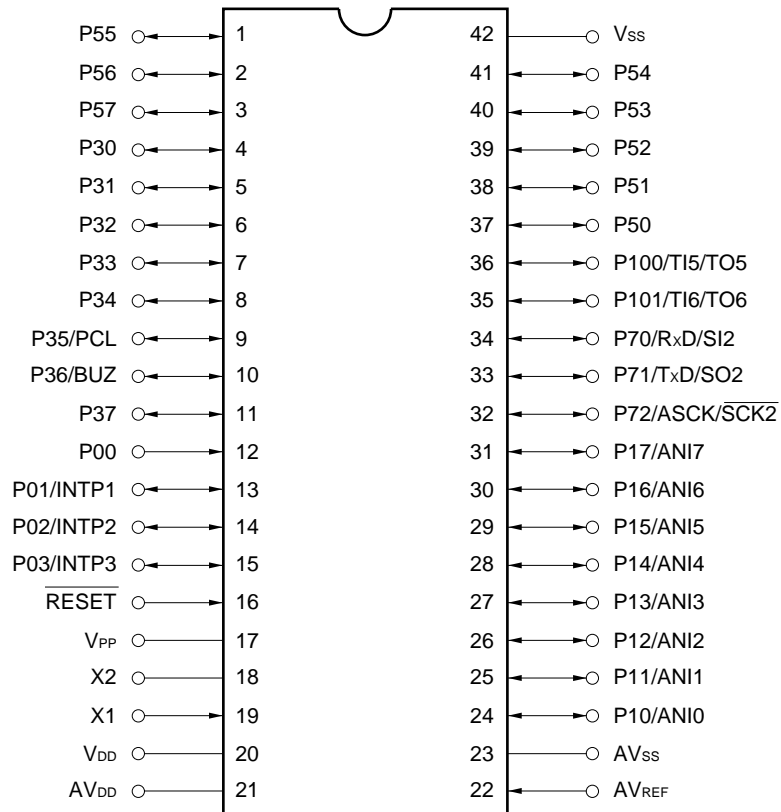 P55 1 42 Vss
P56 2 41 P54
P57 3 40 P53
P30 4 39 P52
P31 5 38 P51
P32 6 37 P50
P33 7 36 P100/TI5/TO5
P34 8 35 P101/TI6/TO6
P35/PCL 9 34 P70/RxD/SI2
P36/BUZ 10 33 P71/TxD/SO2
P37 11 32 P72/ASCK/S̅C̅K̅2̅
P00 12 31 P17/ANI7
P01/INTP1 13 30 P16/ANI6
P02/INTP2 14 29 P15/ANI5
P03/INTP3 15 28 P14/ANI4
R̅E̅S̅E̅T̅ 16 27 P13/ANI3
VPP 17 26 P12/ANI2
X2 18 25 P11/ANI1
X1 19 24 P10/ANI0
VDD 20 23 AVss
AVDD 21 22 AVREF